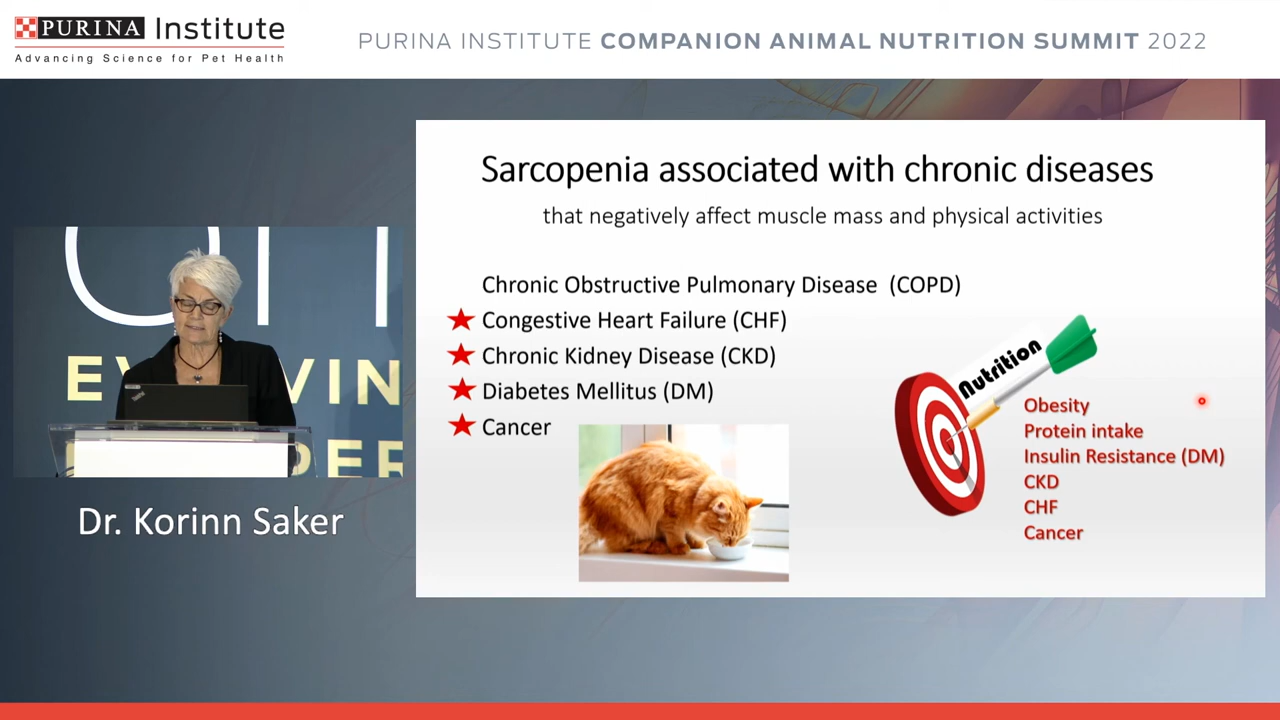 PURINA Institute
Advancing Science for Pet Health
PURINA INSTITUTE COMPANION ANIMAL NUTRITION SUMMIT 2022
Sarcopenia associated with chronic diseases
that negatively affect muscle mass and physical activities
Chronic Obstructive Pulmonary Disease (COPD)
Congestive Heart Failure (CHF)
Chronic Kidney Disease (CKD)
Diabetes Mellitus (DM)
Cancer
Nutrition
Obesity
Protein intake
Insulin Resistance (DM)
CKD
CHF
Cancer
Dr. Korinn Saker